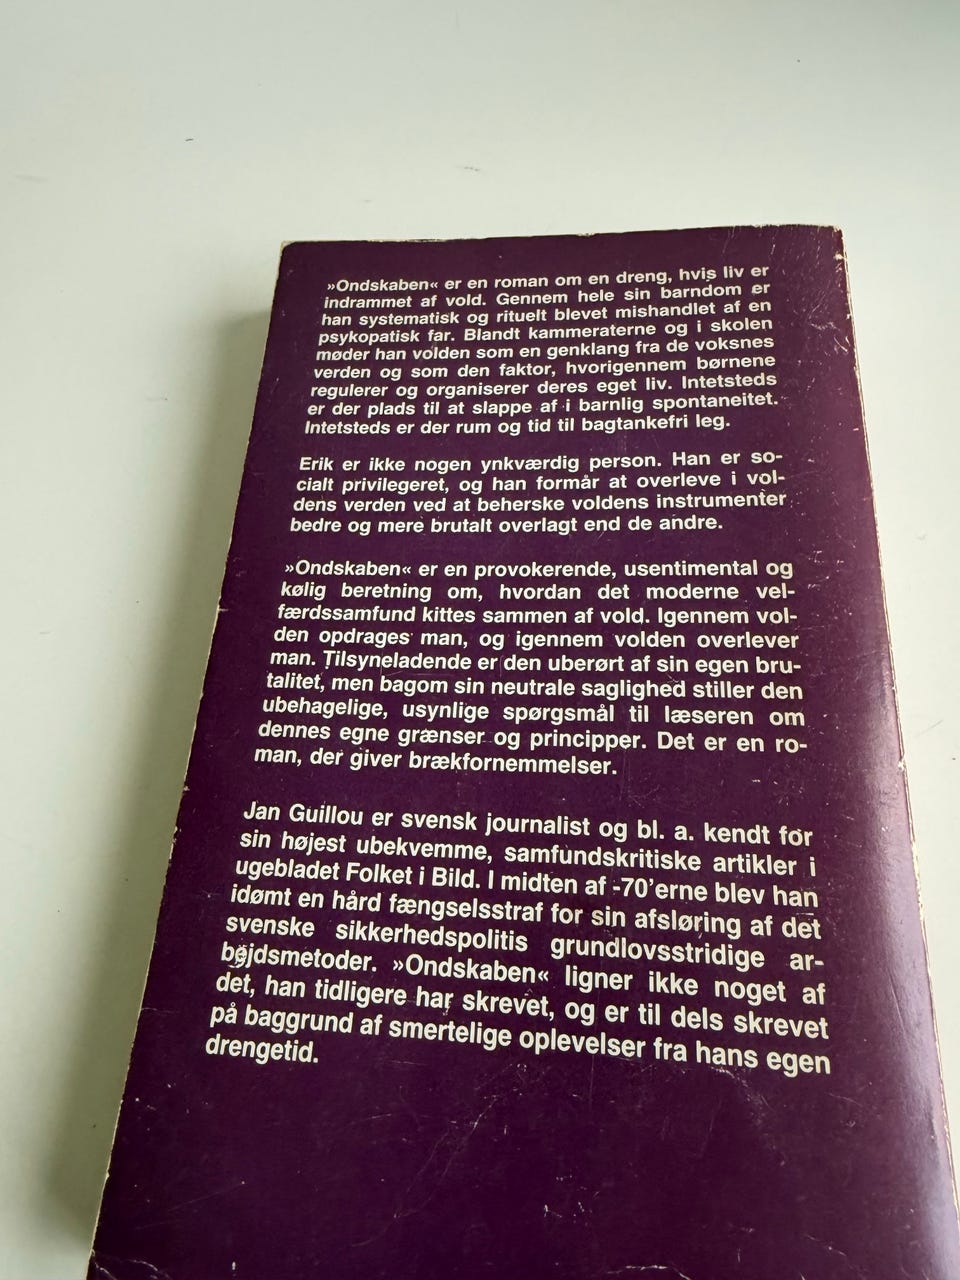 »Ondskaben« er en roman om en dreng, hvis liv er
indrammet af vold. Gennem hele sin barndom er
han systematisk og rituelt blevet mishandlet af en
psykopatisk far. Blandt kammeraterne og i skolen
møder han volden som en genklang fra de voksnes
verden og som den faktor, hvorigennem børnene
regulerer og organiserer deres eget liv. Intetsteds
er der plads til at slappe af i barnlig spontaneitet.
Intetsteds er der rum og tid til bagtankefri leg.
Erik er ikke nogen ynkværdig person. Han er so-
cialt privilegeret, og han formår at overleve i vol-
dens verden ved at beherske voldens instrumenter
bedre og mere brutalt overlagt end de andre.
»Ondskaben« er en provokerende, usentimental og
kølig beretning om, hvordan det moderne vel-
færdssamfund kittes sammen af vold. Igennem vol-
den opdrages man, og igennem volden overlever
man. Tilsyneladende er den uberørt af sin egen bru-
talitet, men bagom sin neutrale saglighed stiller den
ubehagelige, usynlige spørgsmål til læseren om
dennes egne grænser og principper. Det er en ro-
man, der giver brækfornemmelser.
Jan Guillou er svensk journalist og bl. a. kendt for
sin højest ubekvemme, samfundskritiske artikler i
ugebladet Folket i Bild. I midten af -70'erne blev han
idømt en hård fængselsstraf for sin afsløring af det
svenske sikkerhedspolitis grundlovsstridige ar-
bejdsmetoder. »Ondskaben« ligner ikke noget af
det, han tidligere har skrevet, og er til dels skrevet
på baggrund af smertelige oplevelser fra hans egen
drengetid.